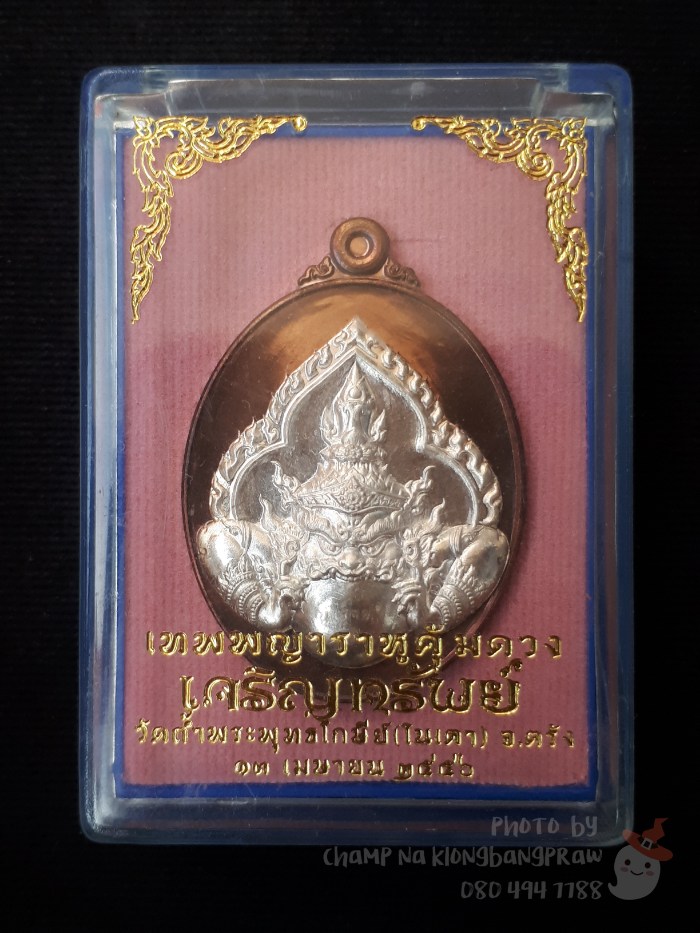 เทพพญาราหูคุ้มดวง
เจริญทรัพย์
วัดถ้ำพระพุทธโกษีย์(ในเตา) จ.ตรัง
๑๓ เมษายน ๒๕๕๖
PHOTO BY
CHAMP NA KLONGBANGPRAW
080 494 7788